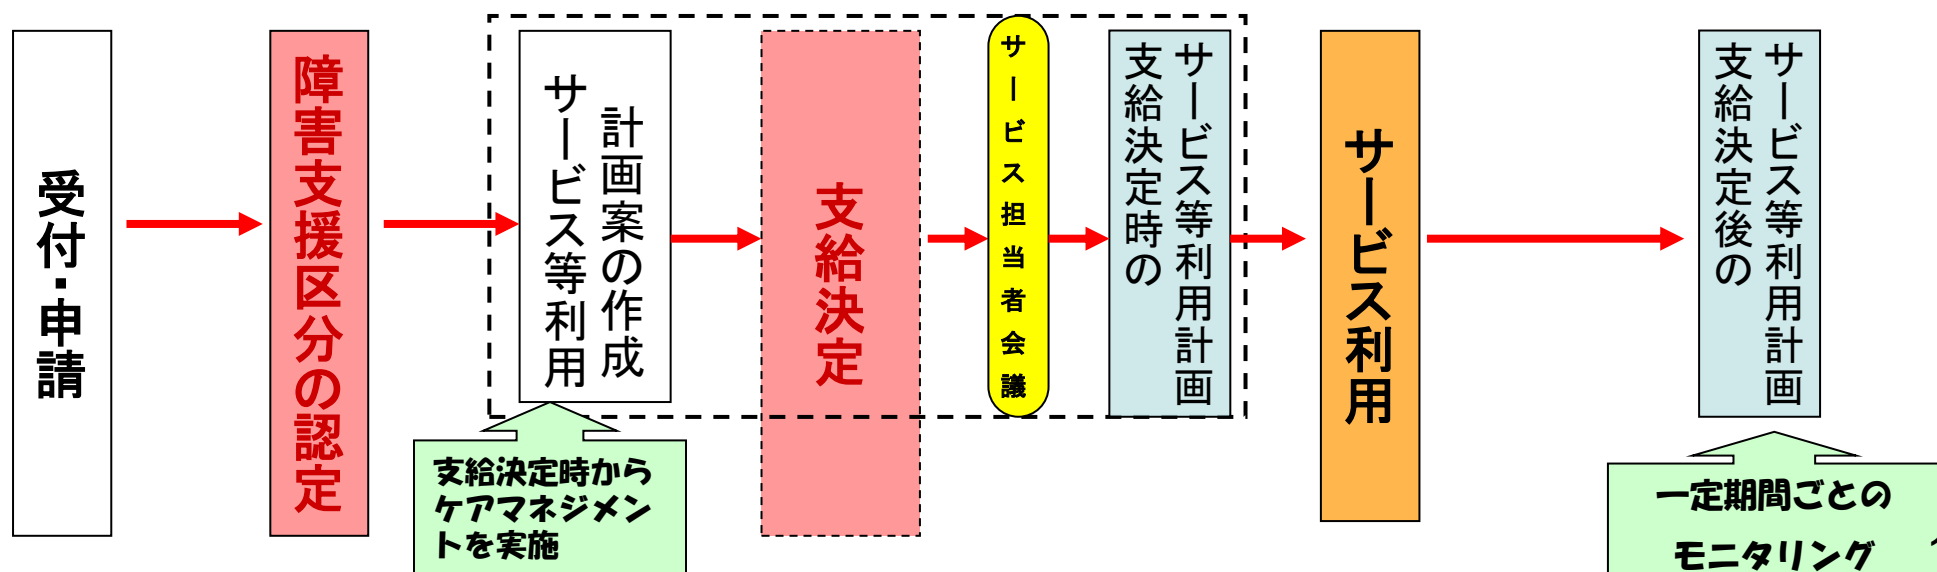 受付・申請
障害支援区分の認定
サービス等利用
計画案の作成
支給決定時から
ケアマネジメン
トを実施
支給決定
サービス担当者会議
支給決定時の
サービス等利用計画
サービス利用
支給決定後の
サービス等利用計画
一定期間ごとの
モニタリング